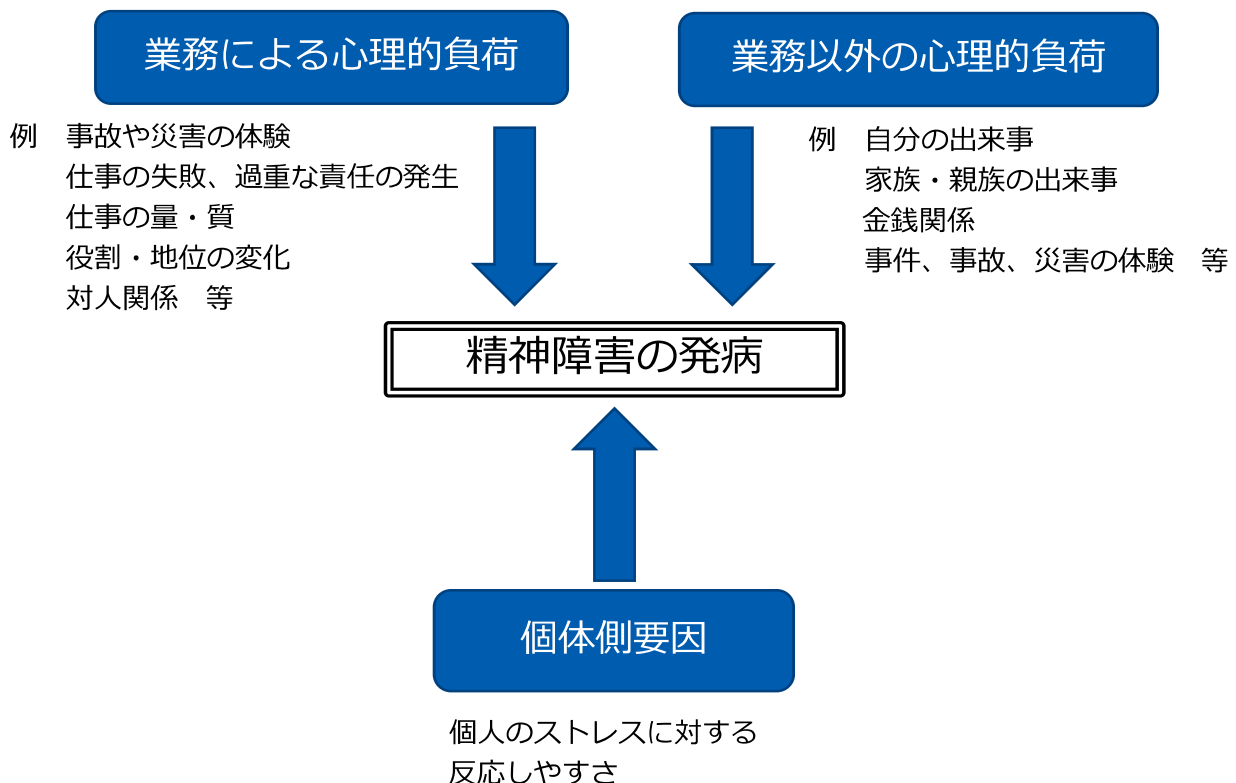 業務による心理的負荷
例　事故や災害の体験
仕事の失敗、過重な責任の発生
仕事の量・質
役割・地位の変化
対人関係　等
業務以外の心理的負荷
例　自分の出来事
家族・親族の出来事
金銭関係
事件、事故、災害の体験　等
精神障害の発病
個体側要因
個人のストレスに対する
反応しやすさ